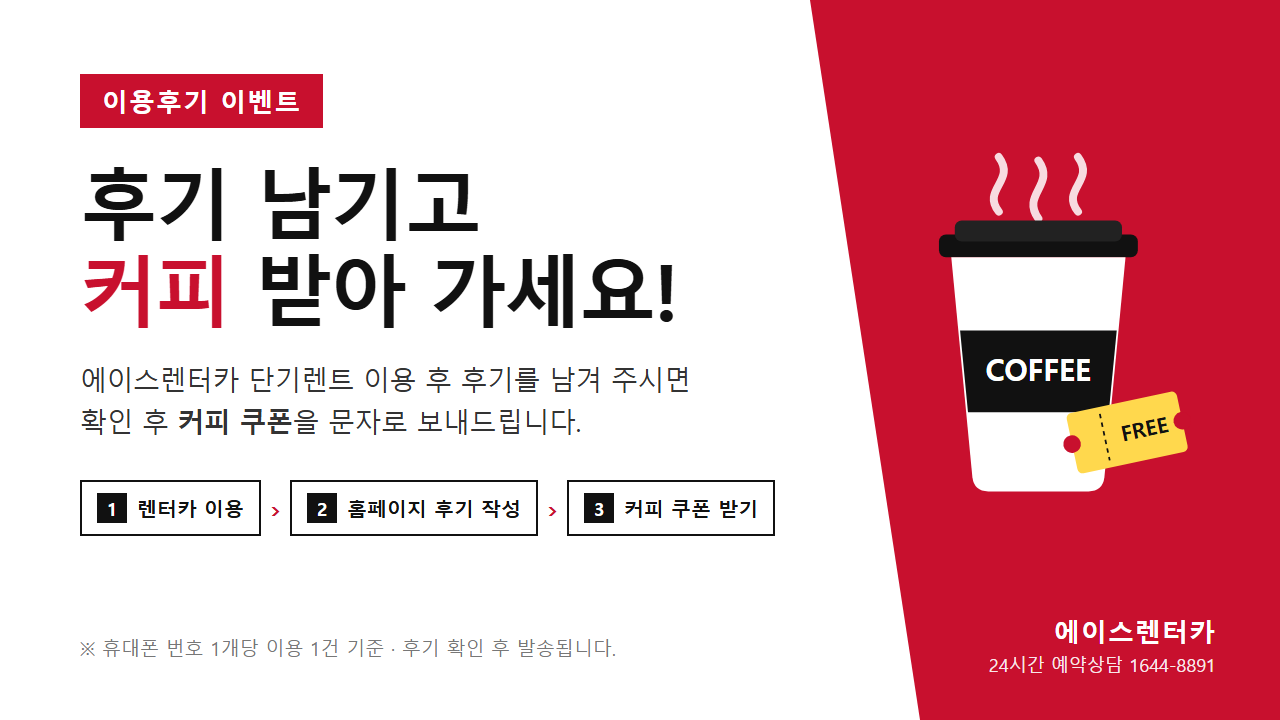 이용후기 이벤트
후기 남기고
커피 받아 가세요!
에이스렌터카 단기렌트 이용 후 후기를 남겨 주시면
확인 후 커피 쿠폰을 문자로 보내드립니다.
1 렌터카 이용 › 2 홈페이지 후기 작성 › 3 커피 쿠폰 받기
※ 휴대폰 번호 1개당 이용 1건 기준 · 후기 확인 후 발송됩니다.
COFFEE
FREE
에이스렌터카
24시간 예약상담 1644-8891